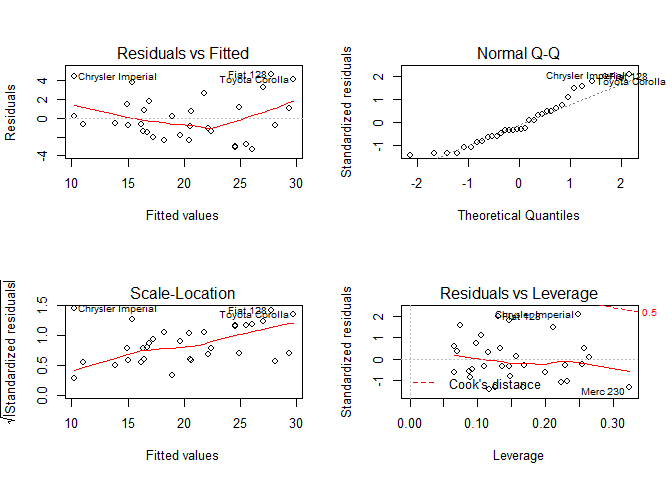 Residuals vs Fitted
Residuals
4
2
0
-4
Chrysler Imperial
Fiat 128
Toyota Corolla
10
15
20
25
30
Fitted values
Normal Q-Q
Standardized residuals
2
1
0
-1
Chrysler Imperial
Fiat 128
Toyota Corolla
-2
-1
0
1
2
Theoretical Quantiles
Scale-Location
√|Standardized residuals|
1.5
1.0
0.5
0.0
Chrysler Imperial
Fiat 128
Toyota Corolla
10
15
20
25
30
Fitted values
Residuals vs Leverage
Standardized residuals
2
1
0
-1
Chrysler Imperial
Fiat 128
Merc 230
0.5
Cook's distance
0.00
0.10
0.20
0.30
Leverage